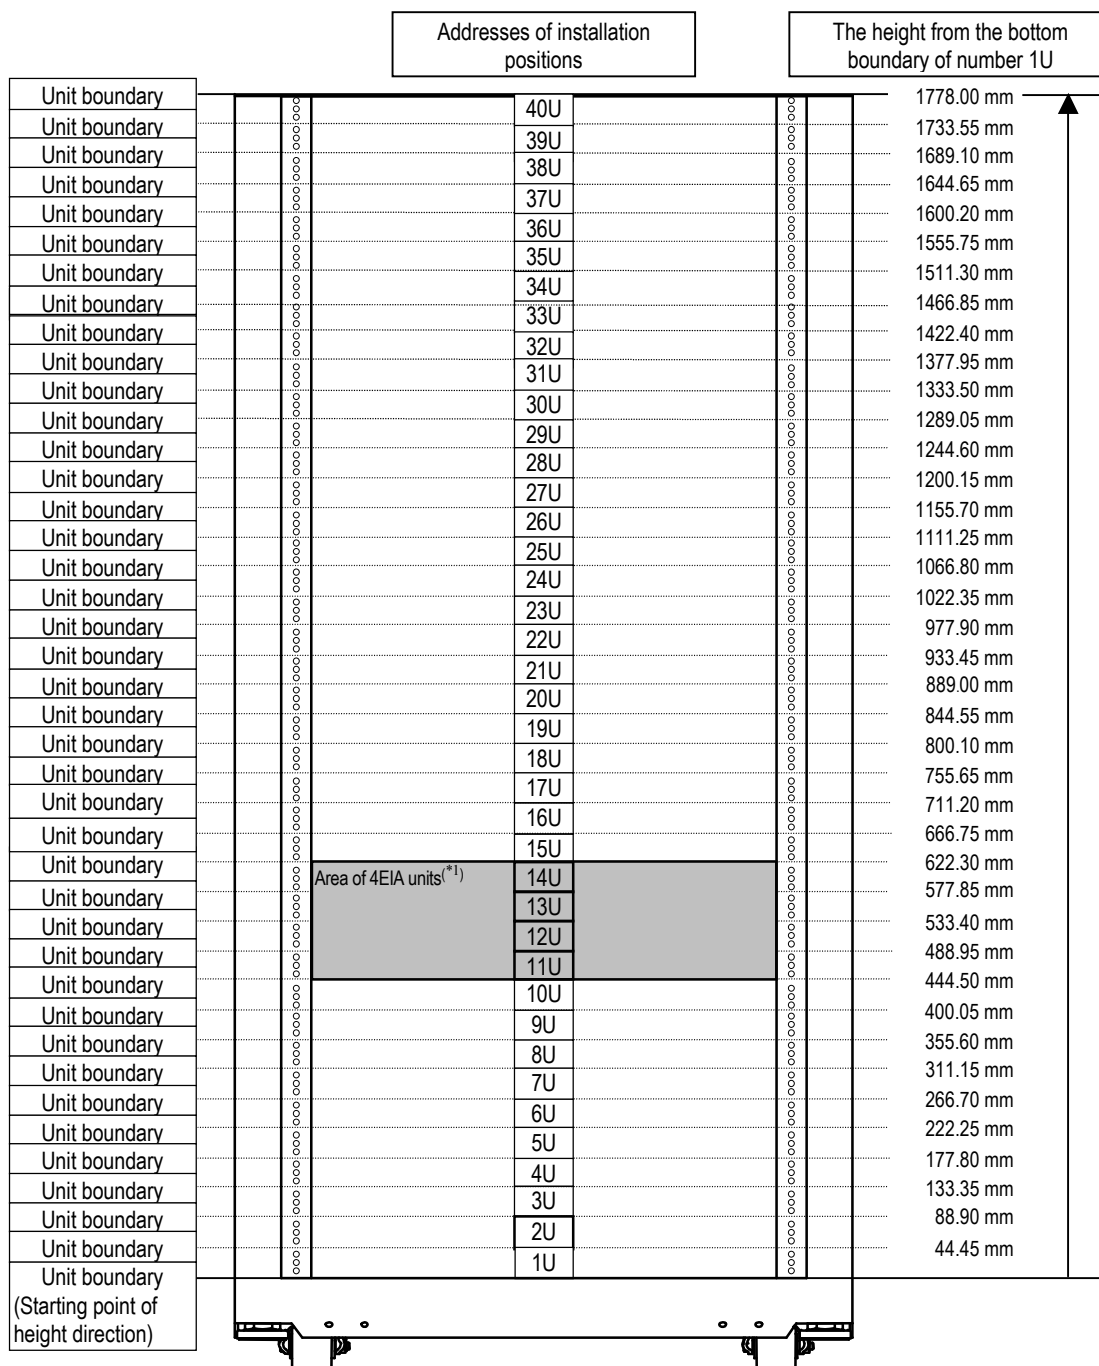 Addresses of installation
positions
The height from the bottom
boundary of number 1U
Unit boundary 1778.00 mm
40U
Unit boundary 1733.55 mm
39U
Unit boundary 1689.10 mm
38U
Unit boundary 1644.65 mm
37U
Unit boundary 1600.20 mm
36U
Unit boundary 1555.75 mm
35U
Unit boundary 1511.30 mm
34U
Unit boundary 1466.85 mm
33U
Unit boundary 1422.40 mm
32U
Unit boundary 1377.95 mm
31U
Unit boundary 1333.50 mm
30U
Unit boundary 1289.05 mm
29U
Unit boundary 1244.60 mm
28U
Unit boundary 1200.15 mm
27U
Unit boundary 1155.70 mm
26U
Unit boundary 1111.25 mm
25U
Unit boundary 1066.80 mm
24U
Unit boundary 1022.35 mm
23U
Unit boundary 977.90 mm
22U
Unit boundary 933.45 mm
21U
Unit boundary 889.00 mm
20U
Unit boundary 844.55 mm
19U
Unit boundary 800.10 mm
18U
Unit boundary 755.65 mm
17U
Unit boundary 711.20 mm
16U
Unit boundary 666.75 mm
15U
Unit boundary 622.30 mm
Area of 4EIA units(*1) 14U
Unit boundary 577.85 mm
13U
Unit boundary 533.40 mm
12U
Unit boundary 488.95 mm
11U
Unit boundary 444.50 mm
10U
Unit boundary 400.05 mm
9U
Unit boundary 355.60 mm
8U
Unit boundary 311.15 mm
7U
Unit boundary 266.70 mm
6U
Unit boundary 222.25 mm
5U
Unit boundary 177.80 mm
4U
Unit boundary 133.35 mm
3U
Unit boundary 88.90 mm
2U
Unit boundary 44.45 mm
1U
Unit boundary
(Starting point of
height direction)